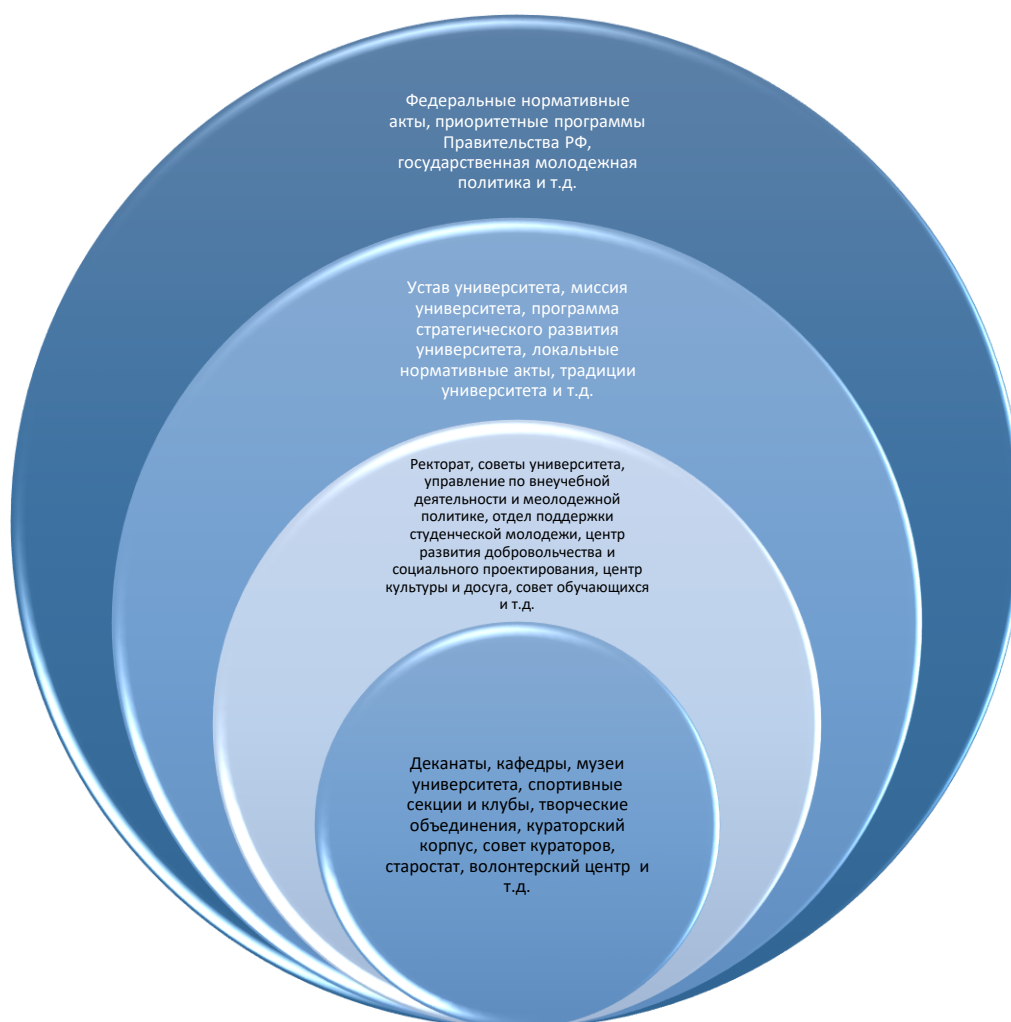 Федеральные нормативные
акты, приоритетные программы
Правительства РФ,
государственная молодежная
политика и т.д.
Устав университета, миссия
университета, программа
стратегического развития
университета, локальные
нормативные акты, традиции
университета и т.д.
Ректорат, советы университета,
управление по внеучебной
деятельности и меолодежной
политике, отдел поддержки
студенческой молодежи, центр
развития добровольчества и
социального проектирования, центр
культуры и досуга, совет обучающихся
и т.д.
Деканаты, кафедры, музеи
университета, спортивные
секции и клубы, творческие
объединения, кураторский
корпус, совет кураторов,
старостат, волонтерский центр и
т.д.